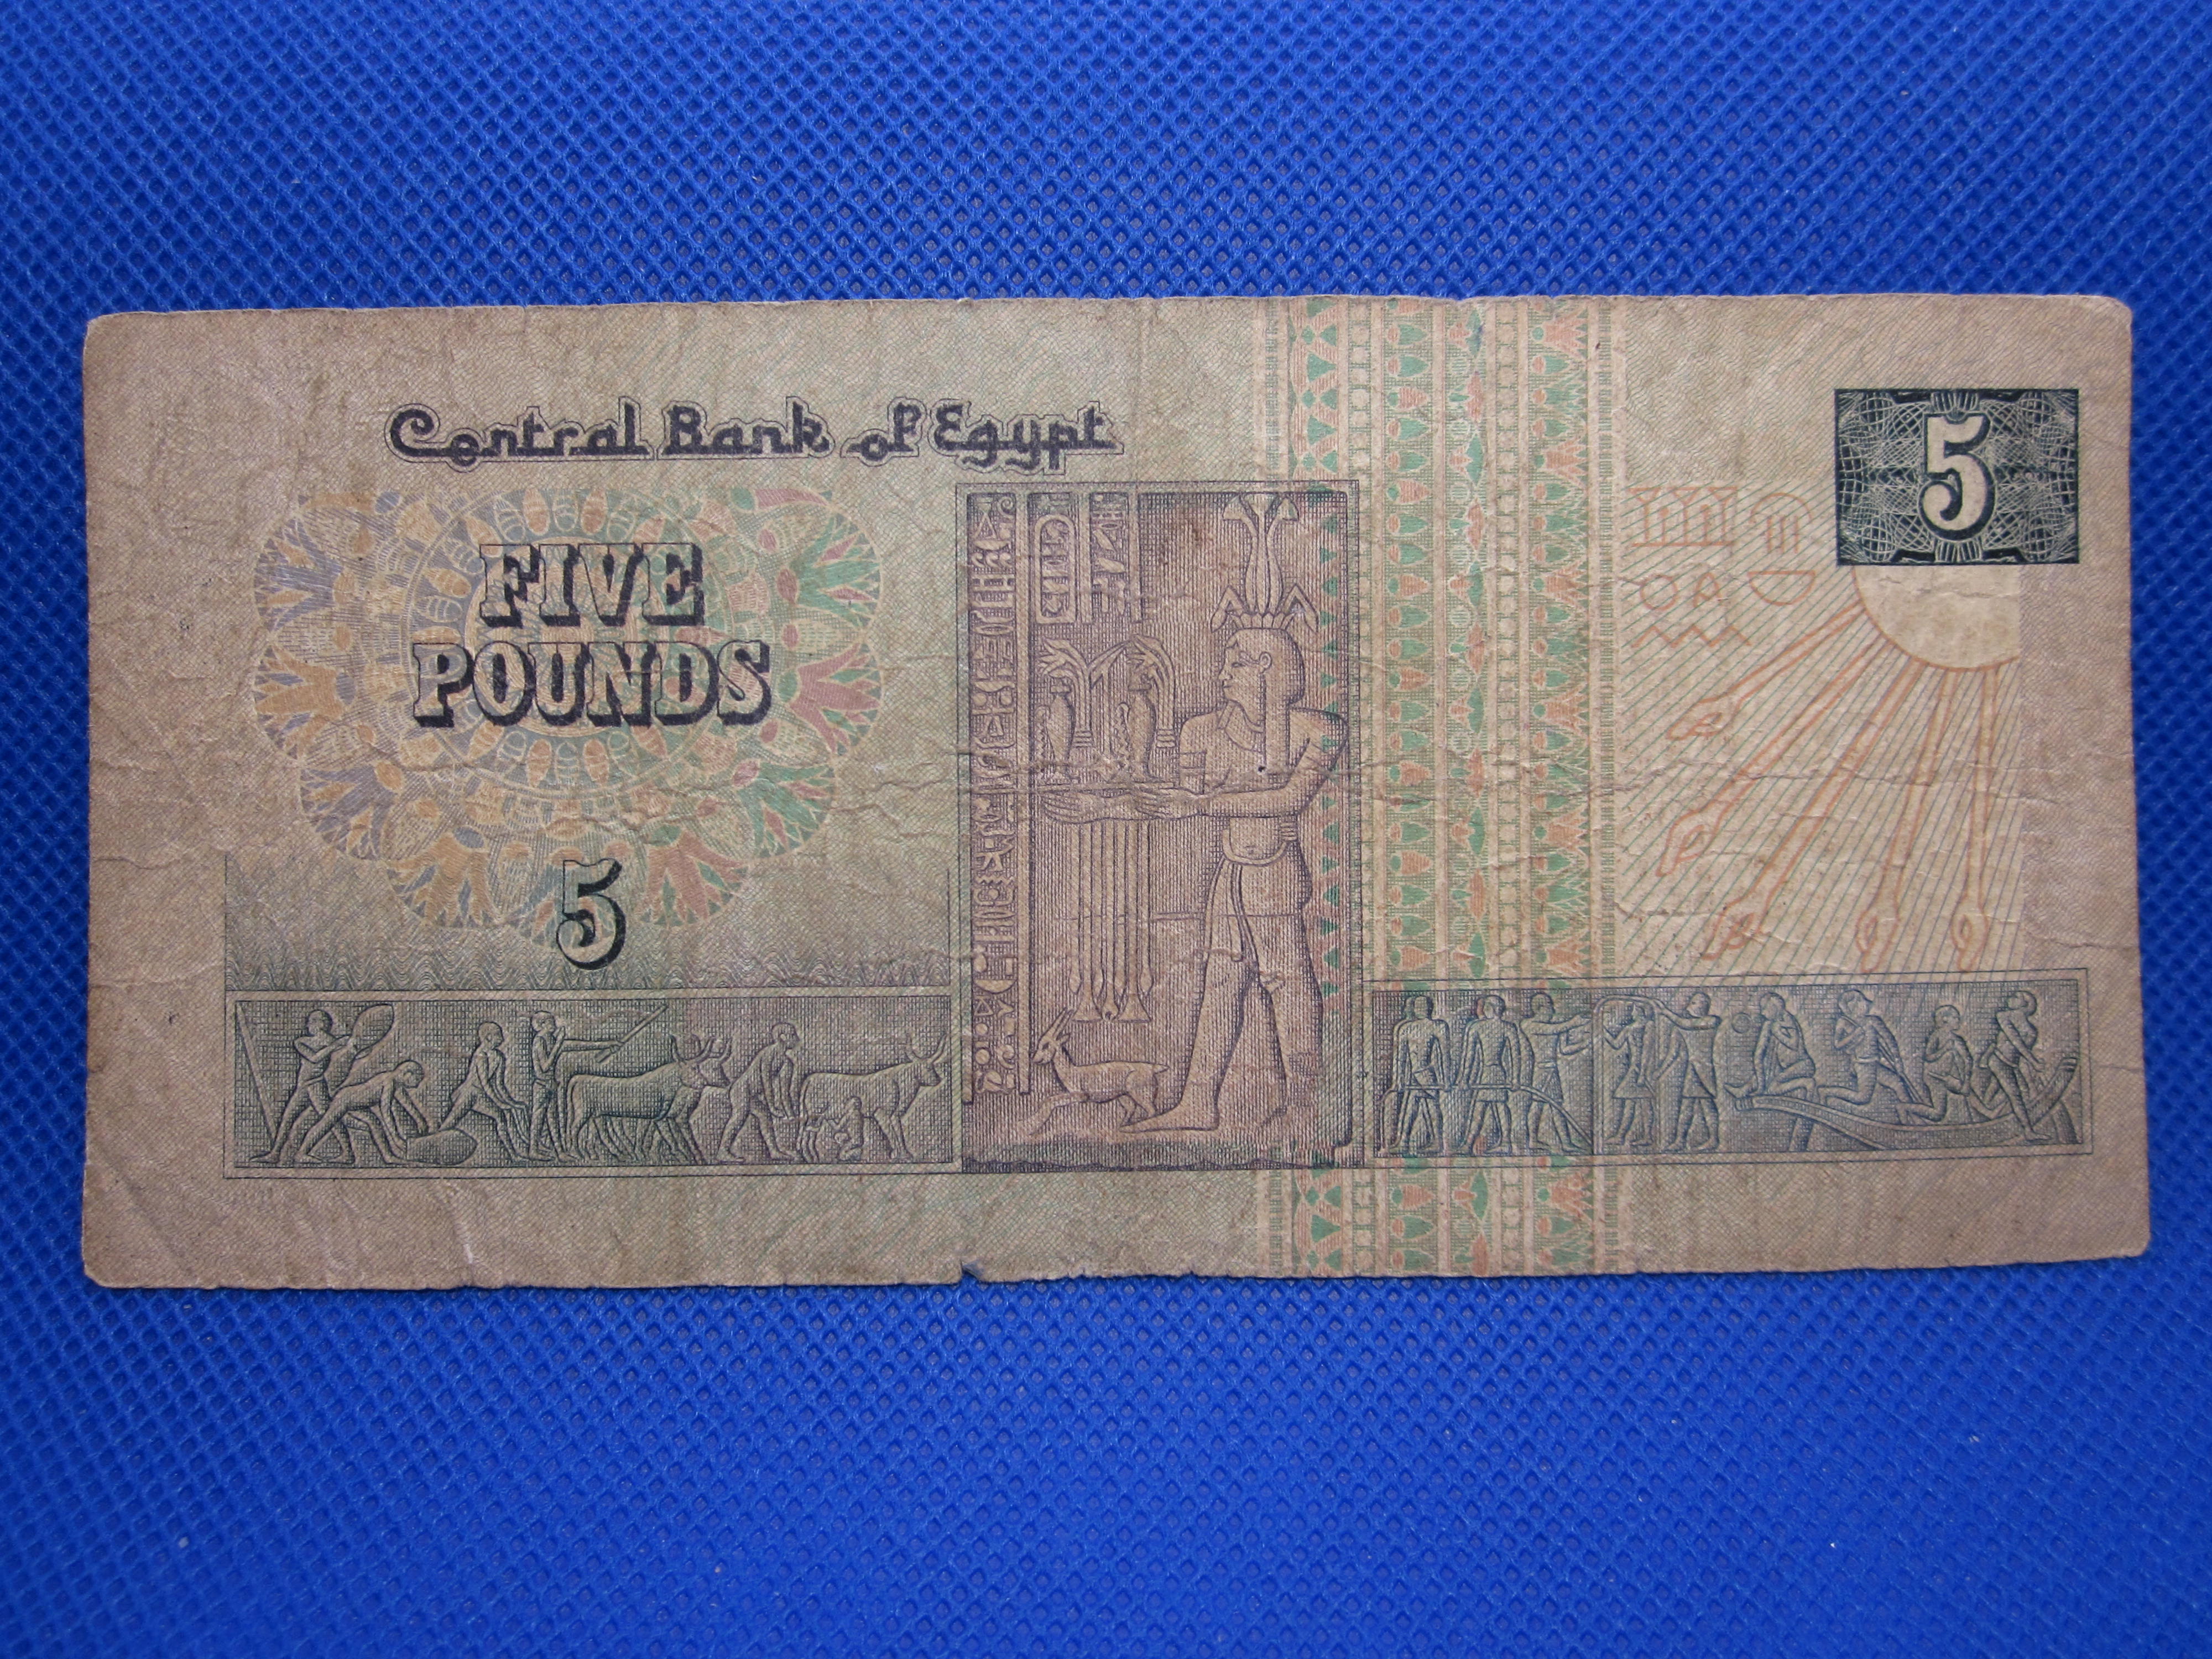 Central Bank of Egypt
5
FIVE
POUNDS
5